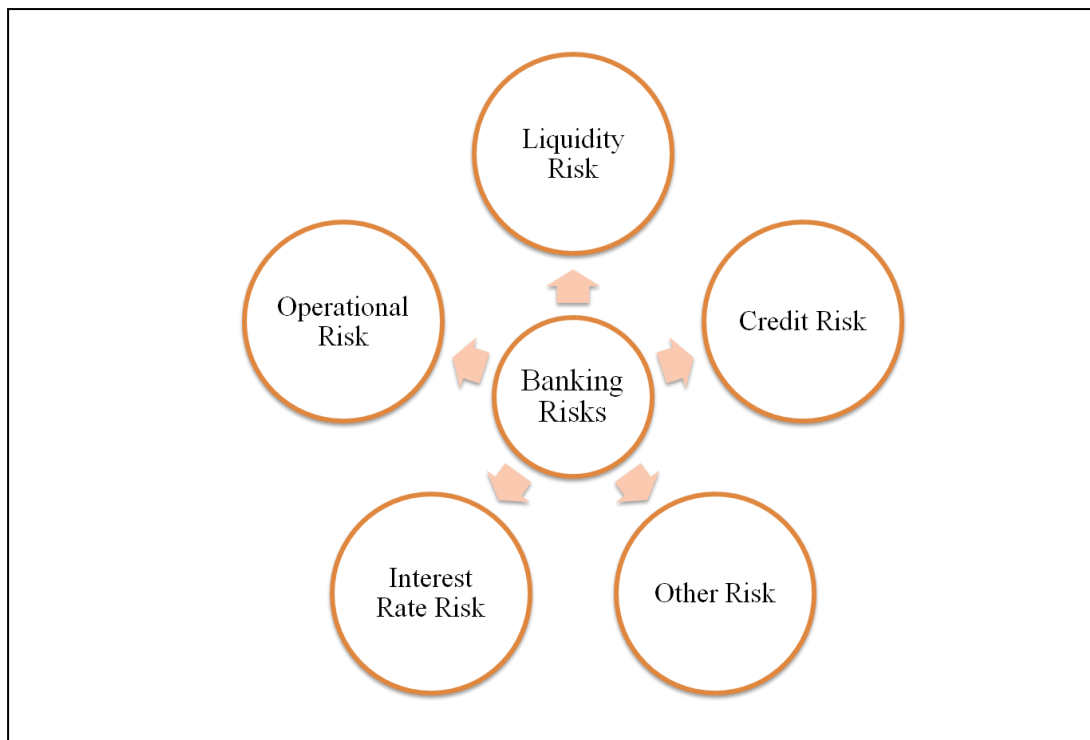 Liquidity
Risk
Operational
Risk
Credit Risk
Banking
Risks
Interest
Rate Risk
Other Risk